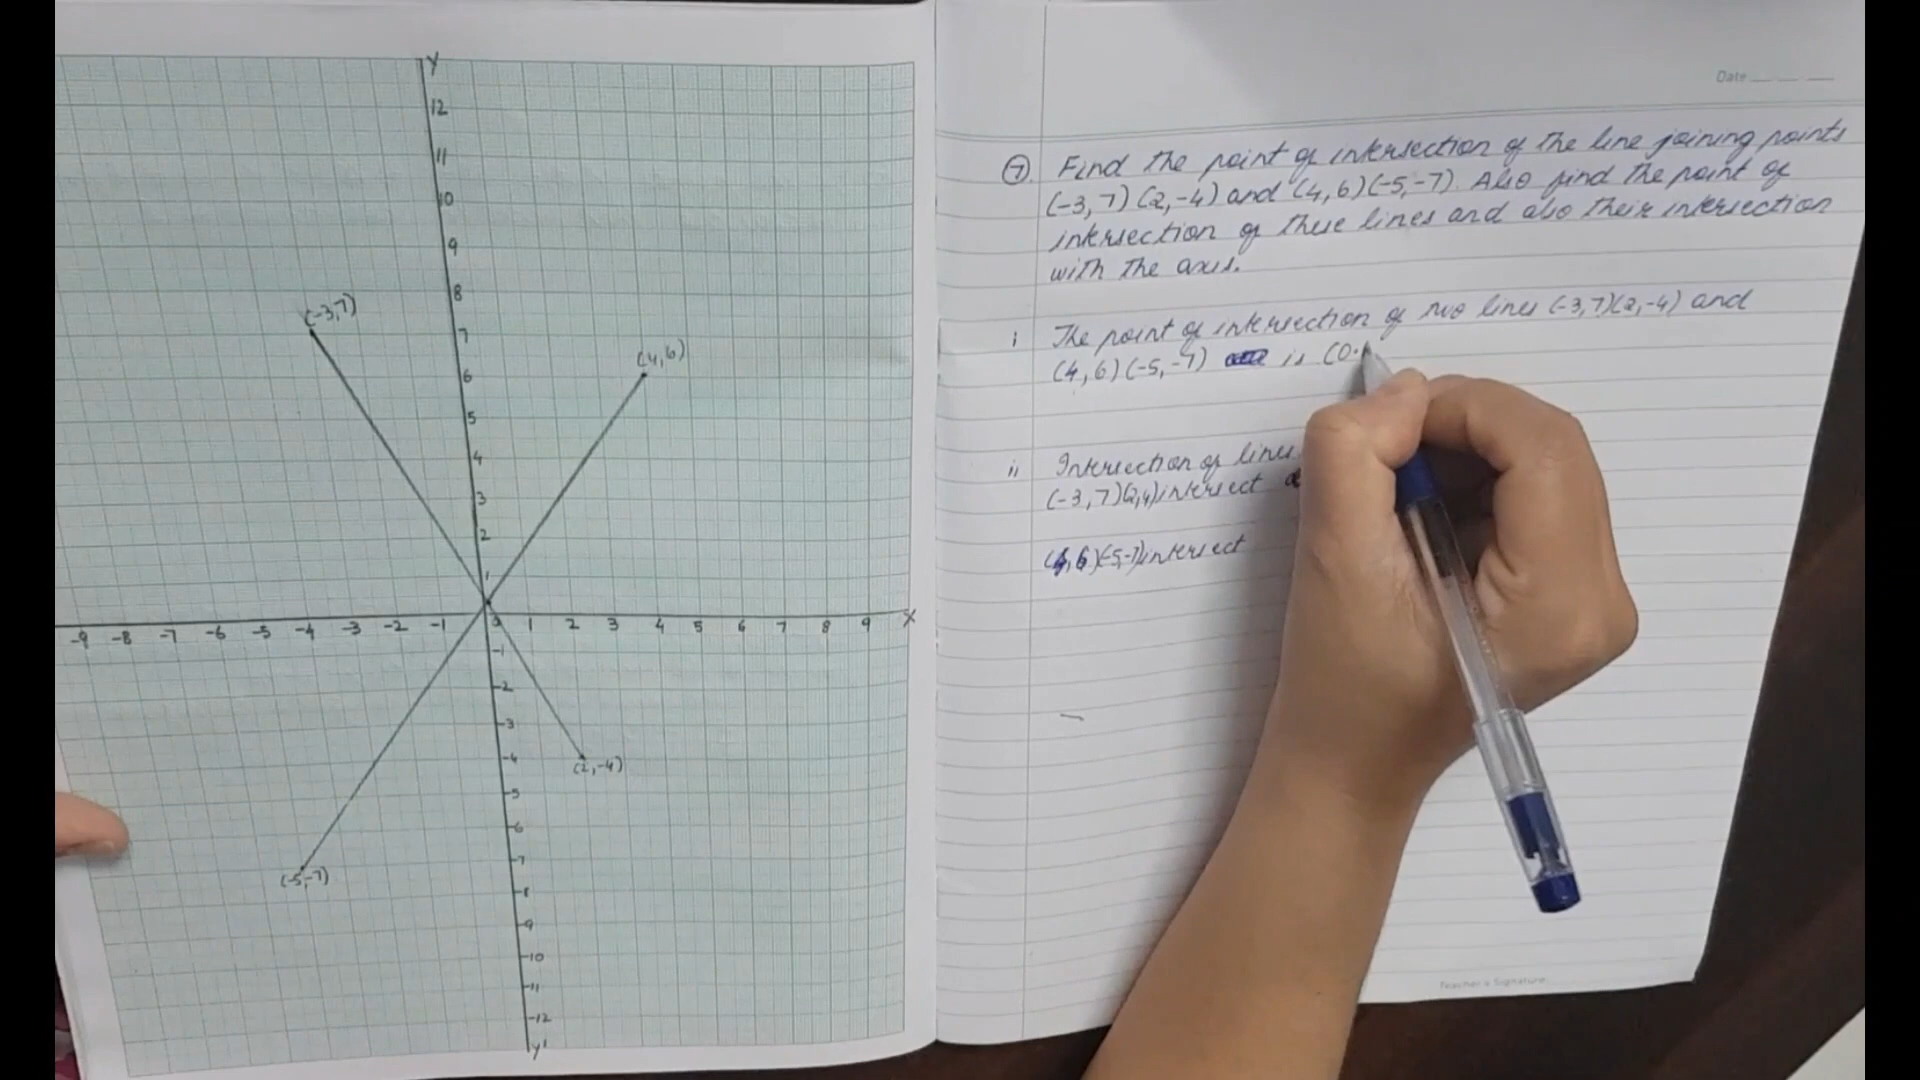 Y
12
11
10
9
8
7
6
5
4
3
2
1
(-3,7)
(4,6)
-9 -8 -7 -6 -5 -4 -3 -2 -1 0 1 2 3 4 5 6 7 8 9 X
-1
-2
-3
-4
-5
-6
-7
-8
-9
-10
-11
-12
Y'
(2,-4)
(-5,-7)
Date
7. Find the point of intersection of the line joining points
(-3,7)(2,-4) and (4,6)(-5,-7). Also find the point of
intersection of these lines and also their intersection
with the axis.
i The point of intersection of two lines (-3,7)(2,-4) and
(4,6)(-5,-7) is (0.
ii Intersection of lines
(-3,7)(2,4) intersect
(4,6)(-5,-7) intersect
Teacher's Signature